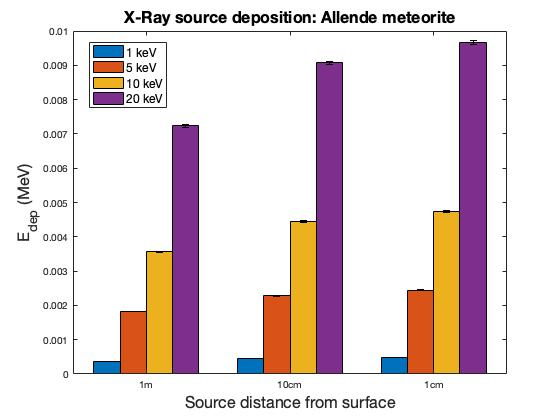 X-Ray source deposition: Allende meteorite
0.01
0.009
0.008
0.007
0.006
0.005
0.004
0.003
0.002
0.001
0
E_dep (MeV)
1 keV
5 keV
10 keV
20 keV
1m
10cm
1cm
Source distance from surface